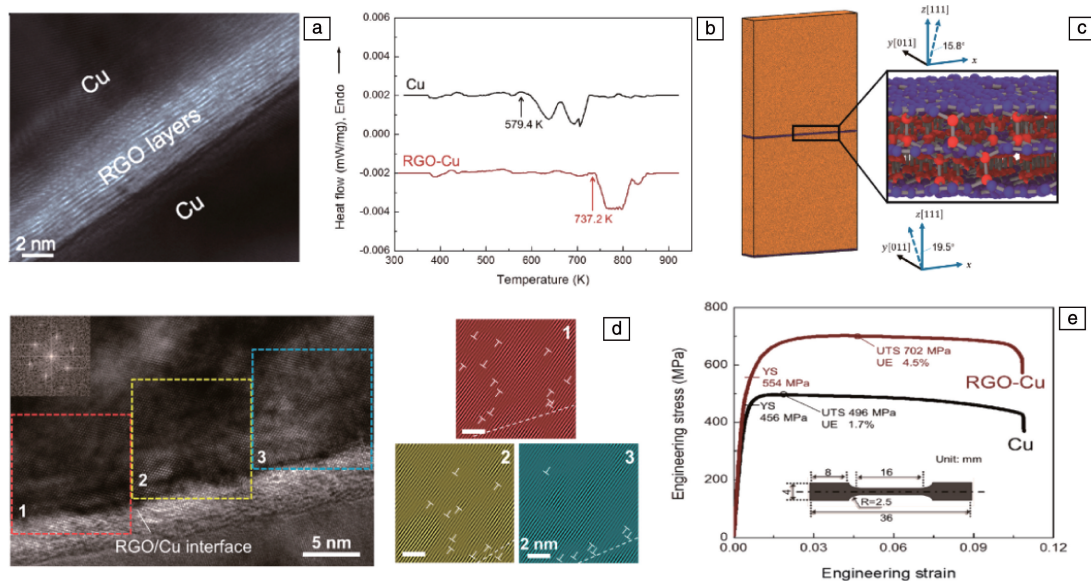 a
Cu
RGO layers
Cu
2 nm
b
0.006
0.004
0.002
0.000
-0.002
-0.004
-0.006
Heat flow (mW/mg), Endo
Cu
579.4 K
RGO-Cu
737.2 K
300
400
500
600
700
800
900
Temperature (K)
c
z[111]
15.8°
y[011]
x
z[111]
19.5°
y[011]
x
1
2
3
RGO/Cu interface
5 nm
d
1
2
3
2 nm
e
800
600
400
200
0
Engineering stress (MPa)
YS
554 MPa
UTS 702 MPa
UE 4.5%
RGO-Cu
YS
456 MPa
UTS 496 MPa
UE 1.7%
Cu
Unit: mm
8
16
4
R=2.5
36
0.00
0.03
0.06
0.09
0.12
Engineering strain